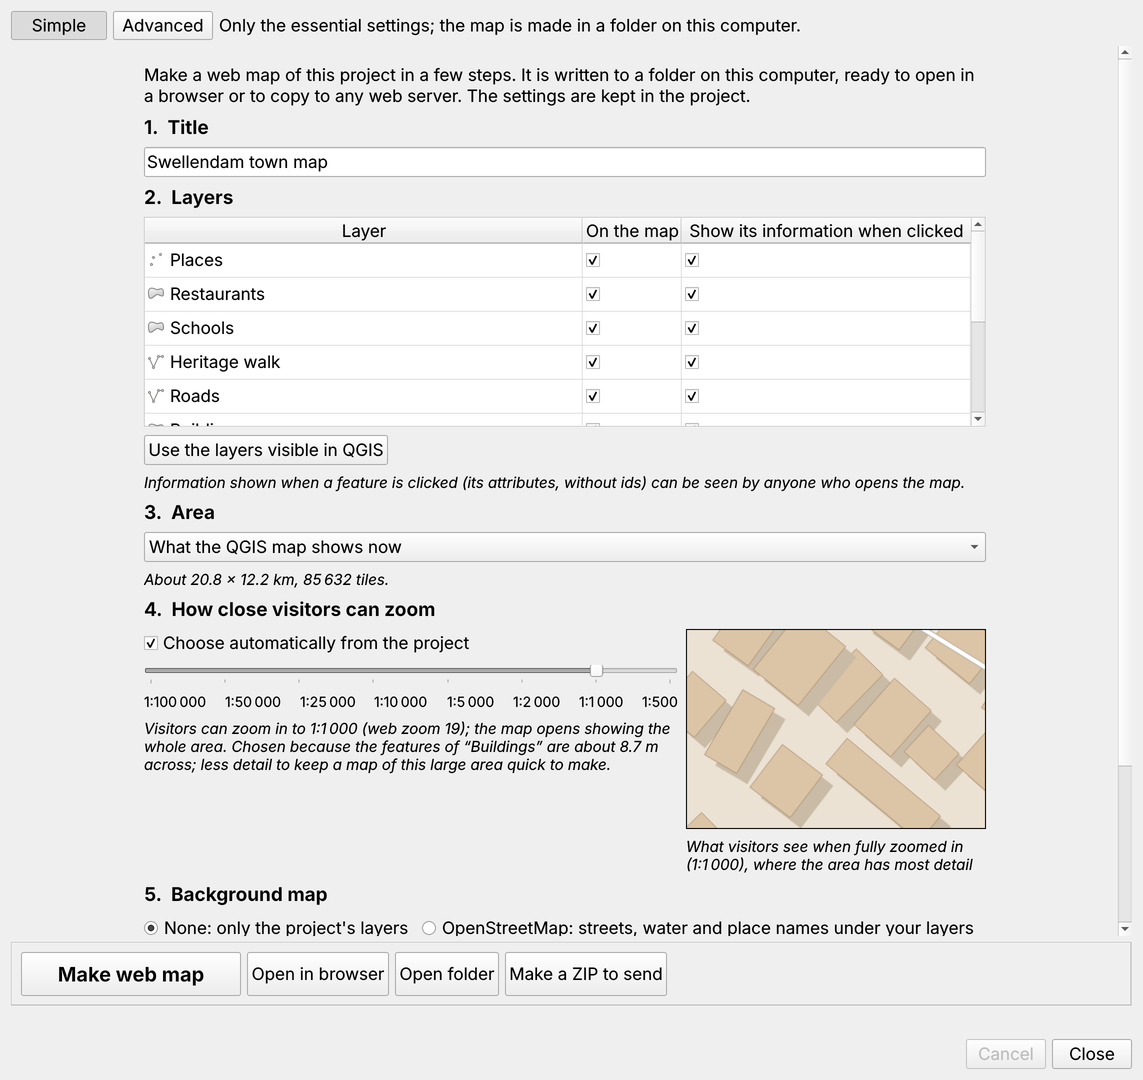 Simple Advanced Only the essential settings; the map is made in a folder on this computer.
Make a web map of this project in a few steps. It is written to a folder on this computer, ready to open in
a browser or to copy to any web server. The settings are kept in the project.
1. Title
Swellendam town map
2. Layers
Layer On the map Show its information when clicked
Places
Restaurants
Schools
Heritage walk
Roads
Use the layers visible in QGIS
Information shown when a feature is clicked (its attributes, without ids) can be seen by anyone who opens the map.
3. Area
What the QGIS map shows now
About 20.8 × 12.2 km, 85 632 tiles.
4. How close visitors can zoom
Choose automatically from the project
1:100 000 1:50 000 1:25 000 1:10 000 1:5 000 1:2 000 1:1 000 1:500
Visitors can zoom in to 1:1 000 (web zoom 19); the map opens showing the
whole area. Chosen because the features of “Buildings” are about 8.7 m
across; less detail to keep a map of this large area quick to make.
What visitors see when fully zoomed in
(1:1 000), where the area has most detail
5. Background map
None: only the project's layers OpenStreetMap: streets, water and place names under your layers
Make web map Open in browser Open folder Make a ZIP to send
Cancel Close